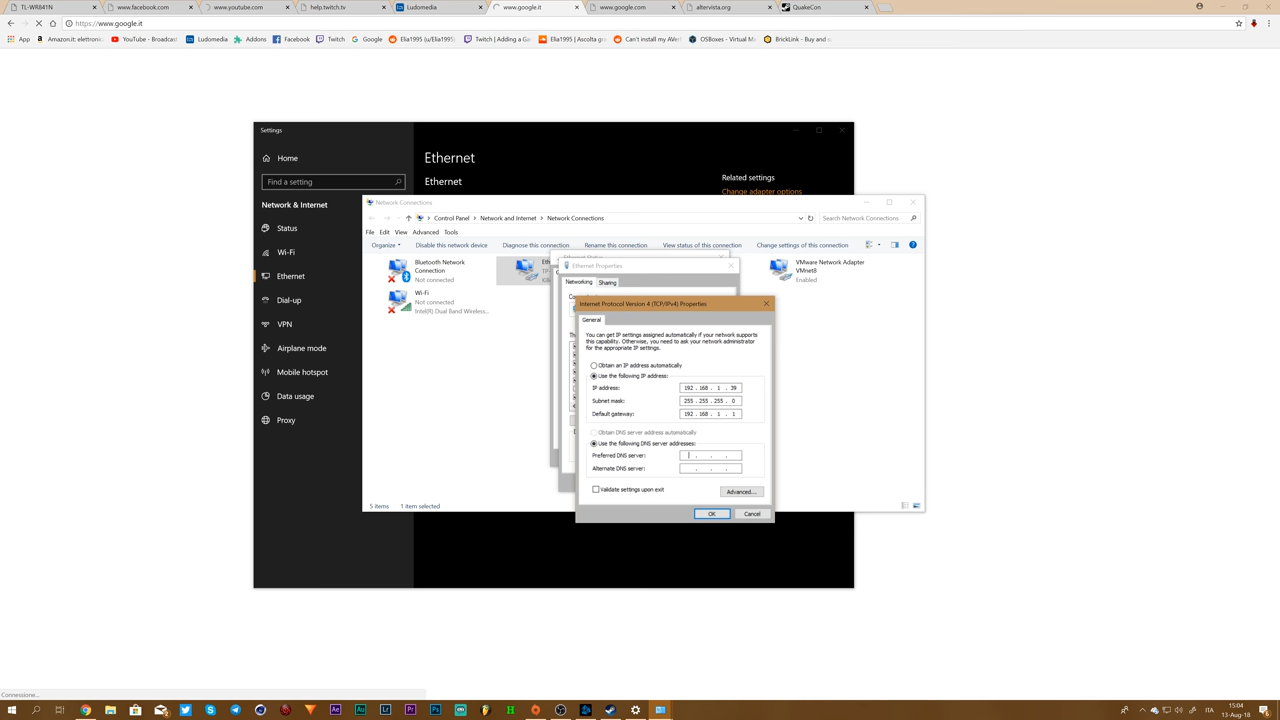 TL-WR841N
www.facebook.com
www.youtube.com
help.twitch.tv
Ludomedia
www.google.it
www.google.com
altervista.org
QuakeCon
https://www.google.it
App
Amazon.it: elettronic
YouTube - Broadcast
Ludomedia
Addons
Facebook
Twitch
Google
Elia1995 (u/Elia1995)
Twitch | Adding a Ga
Elia1995 | Ascolta gr
Can't install my AVer
OSBoxes - Virtual M
BrickLink - Buy and s
Settings
Home
Find a setting
Network & Internet
Status
Wi-Fi
Ethernet
Dial-up
VPN
Airplane mode
Mobile hotspot
Data usage
Proxy
Ethernet
Ethernet
Related settings
Change adapter options
Network Connections
Control Panel > Network and Internet > Network Connections
Search Network Connections
File Edit View Advanced Tools
Organize
Disable this network device
Diagnose this connection
Rename this connection
View status of this connection
Change settings of this connection
Bluetooth Network
Connection
Not connected
Wi-Fi
Not connected
Intel(R) Dual Band Wireless...
VMware Network Adapter
VMnet8
Enabled
5 items 1 item selected
Ethernet Status
Ethernet Properties
Networking Sharing
Internet Protocol Version 4 (TCP/IPv4) Properties
General
You can get IP settings assigned automatically if your network supports
this capability. Otherwise, you need to ask your network administrator
for the appropriate IP settings.
Obtain an IP address automatically
Use the following IP address:
IP address: 192 . 168 . 1 . 39
Subnet mask: 255 . 255 . 255 . 0
Default gateway: 192 . 168 . 1 . 1
Obtain DNS server address automatically
Use the following DNS server addresses:
Preferred DNS server: . . .
Alternate DNS server: . . .
Validate settings upon exit
Advanced...
OK Cancel
Connessione...
ITA
15:04
13-Aug-18